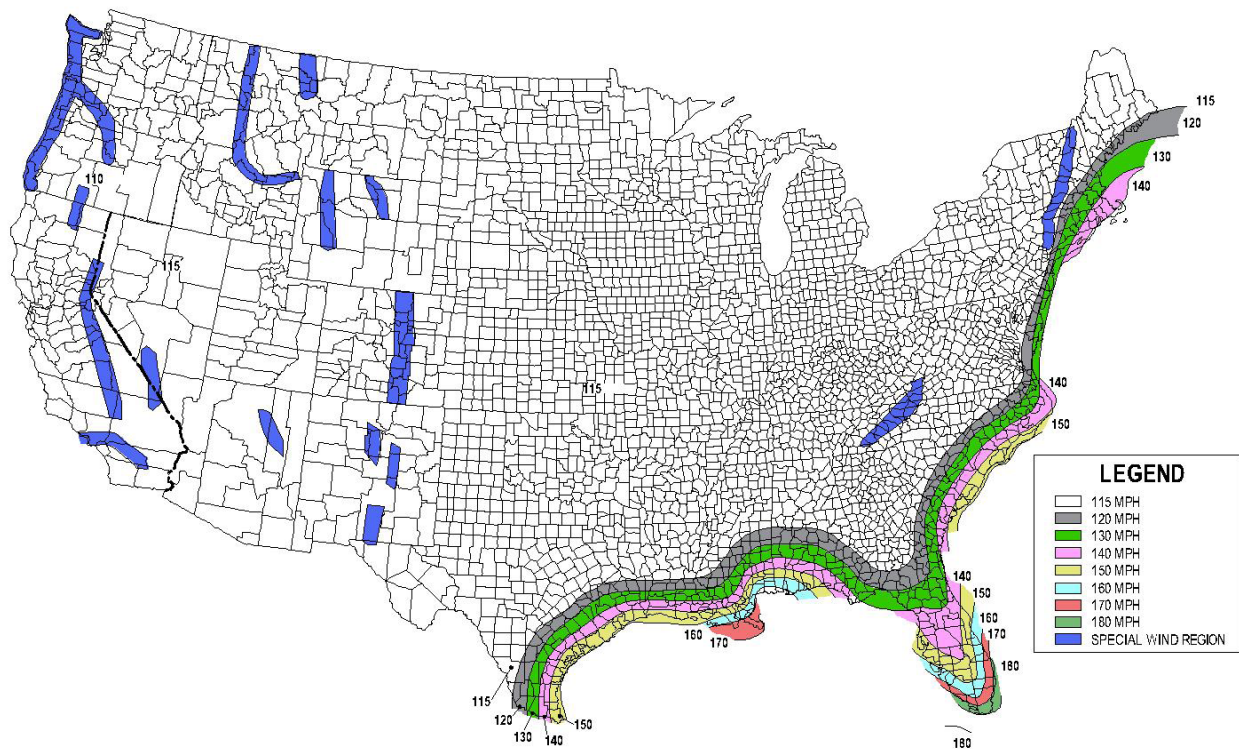 115
120
130
140
110
115
115
140
150
LEGEND
115 MPH
120 MPH
130 MPH
140 MPH
150 MPH
160 MPH
170 MPH
180 MPH
SPECIAL WIND REGION
140
150
160
170
180
160
170
115
120
130
140
150
180